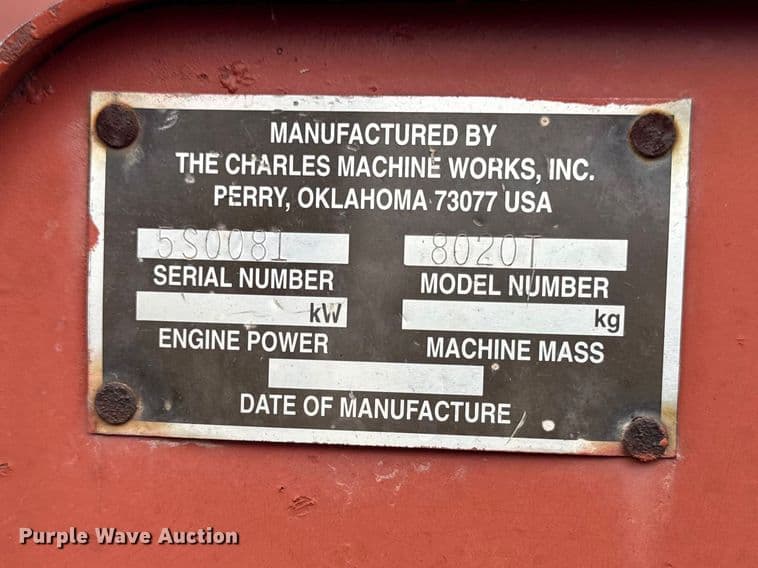 MANUFACTURED BY
THE CHARLES MACHINE WORKS, INC.
PERRY, OKLAHOMA 73077 USA
5S0081 8020T
SERIAL NUMBER MODEL NUMBER
kW kg
ENGINE POWER MACHINE MASS
DATE OF MANUFACTURE
Purple Wave Auction